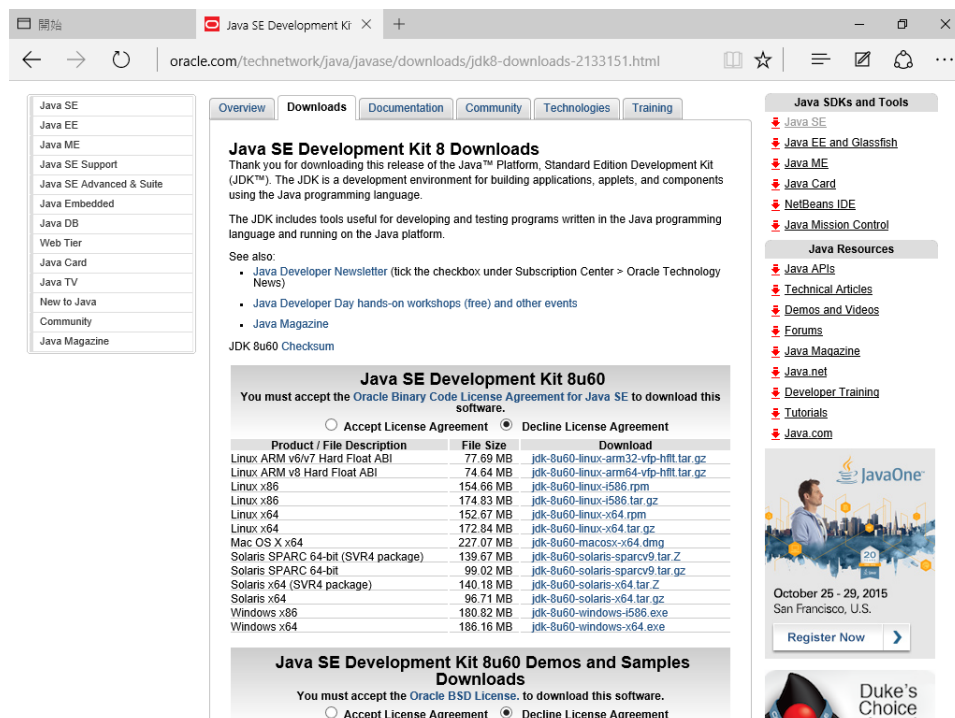 開始
Java SE Development Ki
oracle.com/technetwork/java/javase/downloads/jdk8-downloads-2133151.html
Java SE
Java EE
Java ME
Java SE Support
Java SE Advanced & Suite
Java Embedded
Java DB
Web Tier
Java Card
Java TV
New to Java
Community
Java Magazine
Overview
Downloads
Documentation
Community
Technologies
Training
Java SE Development Kit 8 Downloads
Thank you for downloading this release of the Java™ Platform, Standard Edition Development Kit
(JDK™). The JDK is a development environment for building applications, applets, and components
using the Java programming language.
The JDK includes tools useful for developing and testing programs written in the Java programming
language and running on the Java platform.
See also:
Java Developer Newsletter (tick the checkbox under Subscription Center > Oracle Technology
News)
Java Developer Day hands-on workshops (free) and other events
Java Magazine
JDK 8u60 Checksum
Java SE Development Kit 8u60
You must accept the Oracle Binary Code License Agreement for Java SE to download this
software.
Accept License Agreement Decline License Agreement
Product / File Description File Size Download
Linux ARM v6/v7 Hard Float ABI 77.69 MB jdk-8u60-linux-arm32-vfp-hflt.tar.gz
Linux ARM v8 Hard Float ABI 74.64 MB jdk-8u60-linux-arm64-vfp-hflt.tar.gz
Linux x86 154.66 MB jdk-8u60-linux-i586.rpm
Linux x86 174.83 MB jdk-8u60-linux-i586.tar.gz
Linux x64 152.67 MB jdk-8u60-linux-x64.rpm
Linux x64 172.84 MB jdk-8u60-linux-x64.tar.gz
Mac OS X x64 227.07 MB jdk-8u60-macosx-x64.dmg
Solaris SPARC 64-bit (SVR4 package) 139.67 MB jdk-8u60-solaris-sparcv9.tar.Z
Solaris SPARC 64-bit 99.02 MB jdk-8u60-solaris-sparcv9.tar.gz
Solaris x64 (SVR4 package) 140.18 MB jdk-8u60-solaris-x64.tar.Z
Solaris x64 96.71 MB jdk-8u60-solaris-x64.tar.gz
Windows x86 180.82 MB jdk-8u60-windows-i586.exe
Windows x64 186.16 MB jdk-8u60-windows-x64.exe
Java SE Development Kit 8u60 Demos and Samples
Downloads
You must accept the Oracle BSD License. to download this software.
Accept License Agreement Decline License Agreement
Java SDKs and Tools
Java SE
Java EE and Glassfish
Java ME
Java Card
NetBeans IDE
Java Mission Control
Java Resources
Java APIs
Technical Articles
Demos and Videos
Forums
Java Magazine
Java.net
Developer Training
Tutorials
Java.com
JavaOne
20
October 25 - 29, 2015
San Francisco, U.S.
Register Now
Duke's
Choice